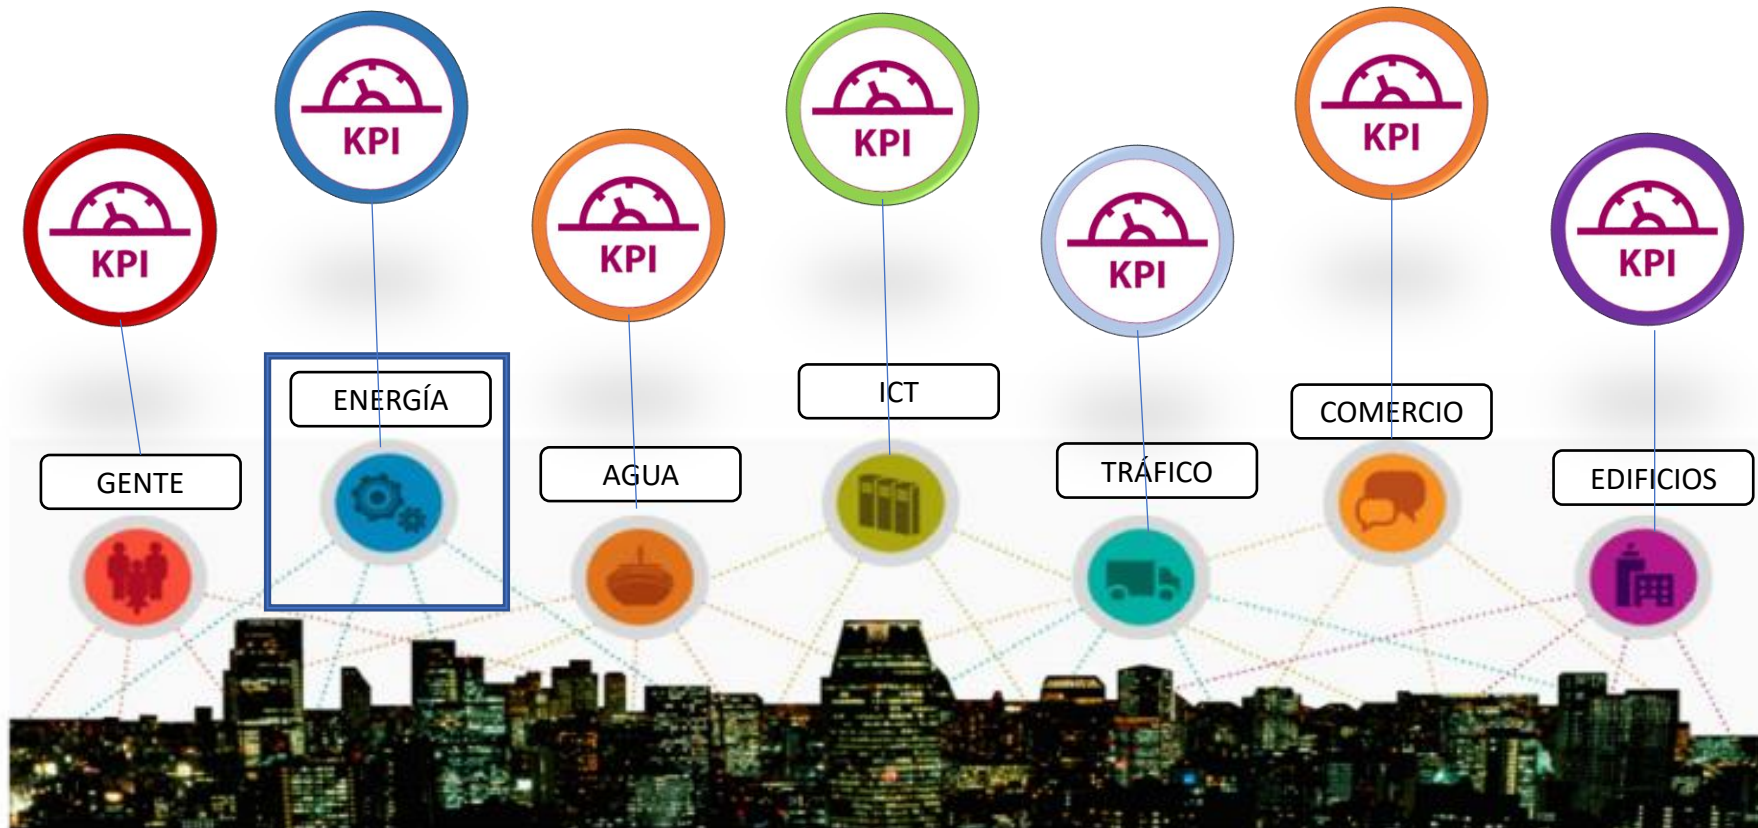 KPI
KPI
KPI
KPI
KPI
KPI
KPI
GENTE
ENERGÍA
AGUA
ICT
TRÁFICO
COMERCIO
EDIFICIOS